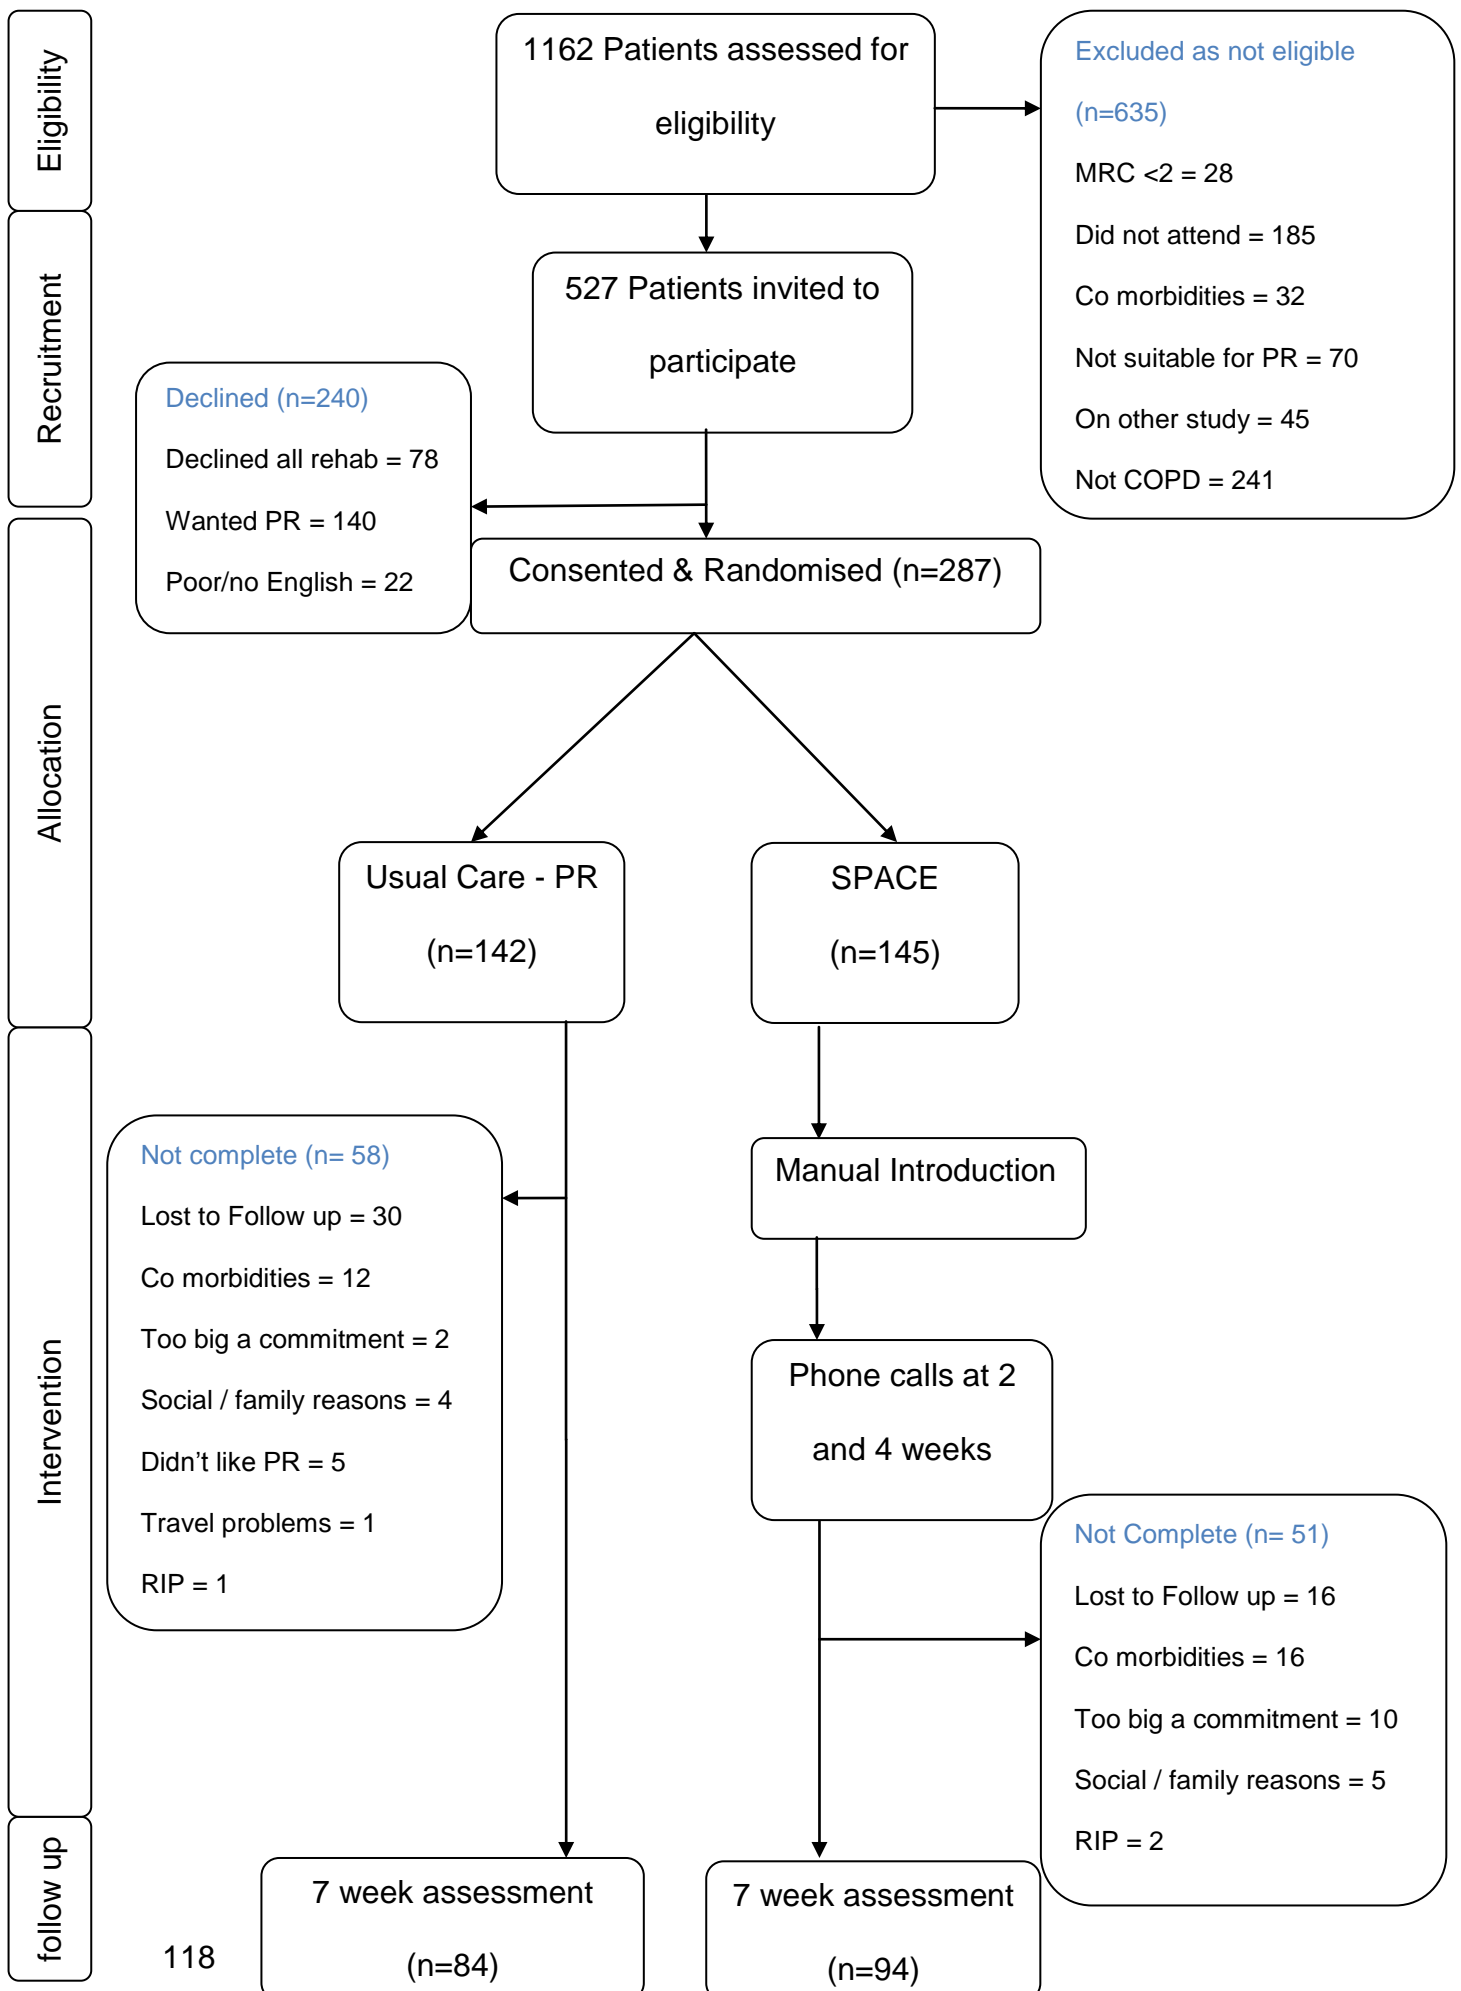 Eligibility
1162 Patients assessed for
eligibility
Excluded as not eligible
(n=635)
MRC <2 = 28
Did not attend = 185
Co morbidities = 32
Not suitable for PR = 70
On other study = 45
Not COPD = 241
Recruitment
527 Patients invited to
participate
Declined (n=240)
Declined all rehab = 78
Wanted PR = 140
Poor/no English = 22
Allocation
Consented & Randomised (n=287)
Usual Care - PR
(n=142)
SPACE
(n=145)
Intervention
Manual Introduction
Not complete (n= 58)
Lost to Follow up = 30
Co morbidities = 12
Too big a commitment = 2
Social / family reasons = 4
Didn't like PR = 5
Travel problems = 1
RIP = 1
Phone calls at 2
and 4 weeks
Not Complete (n= 51)
Lost to Follow up = 16
Co morbidities = 16
Too big a commitment = 10
Social / family reasons = 5
RIP = 2
follow up
7 week assessment
(n=84)
7 week assessment
(n=94)
118